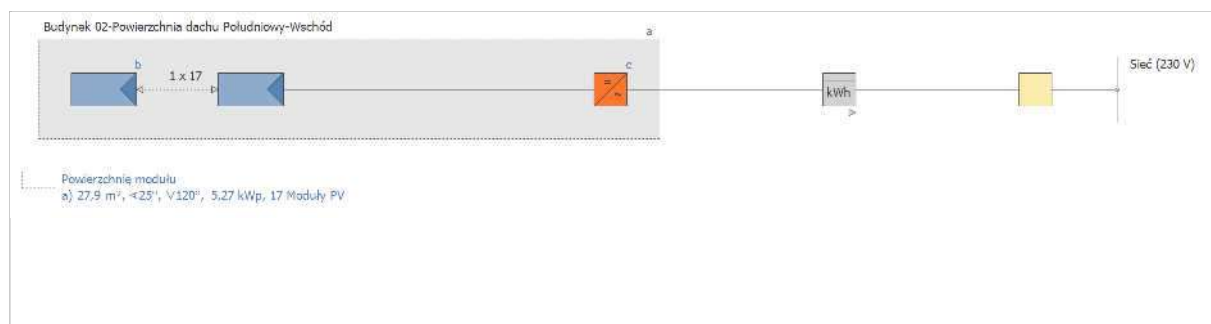 Budynek 02-Powierzchnia dachu Południowy-Wschód
a
b
c
1 x 17
=
~
kWh
Sieć (230 V)
Powierzchnię modułu
a) 27,9 m², ∢25°, ∨120°, 5,27 kWp, 17 Moduły PV